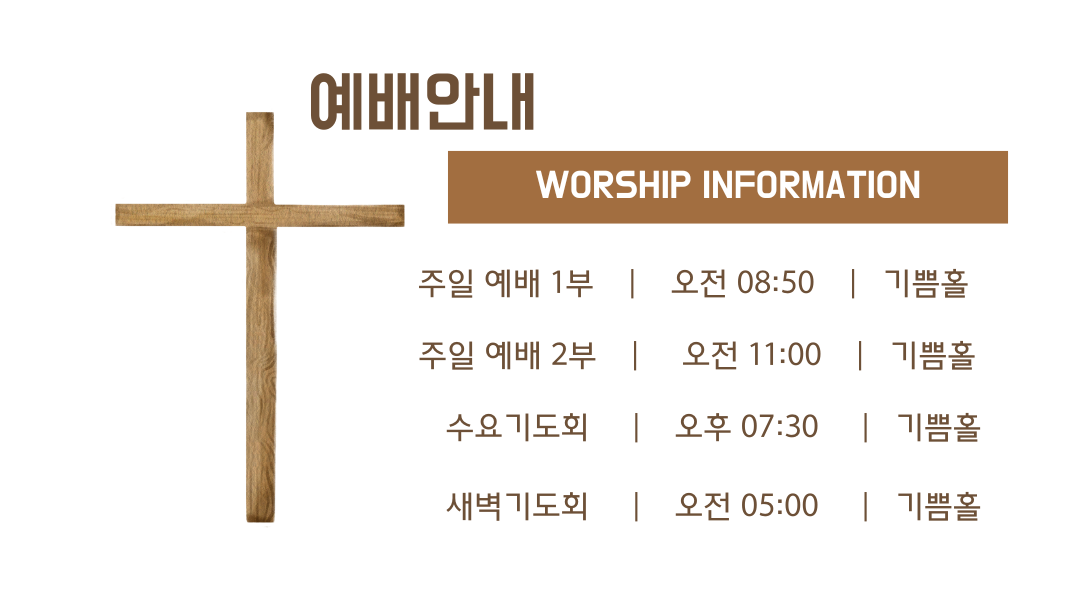 예배안내
WORSHIP INFORMATION
주일 예배 1부 | 오전 08:50 | 기쁨홀
주일 예배 2부 | 오전 11:00 | 기쁨홀
수요기도회 | 오후 07:30 | 기쁨홀
새벽기도회 | 오전 05:00 | 기쁨홀